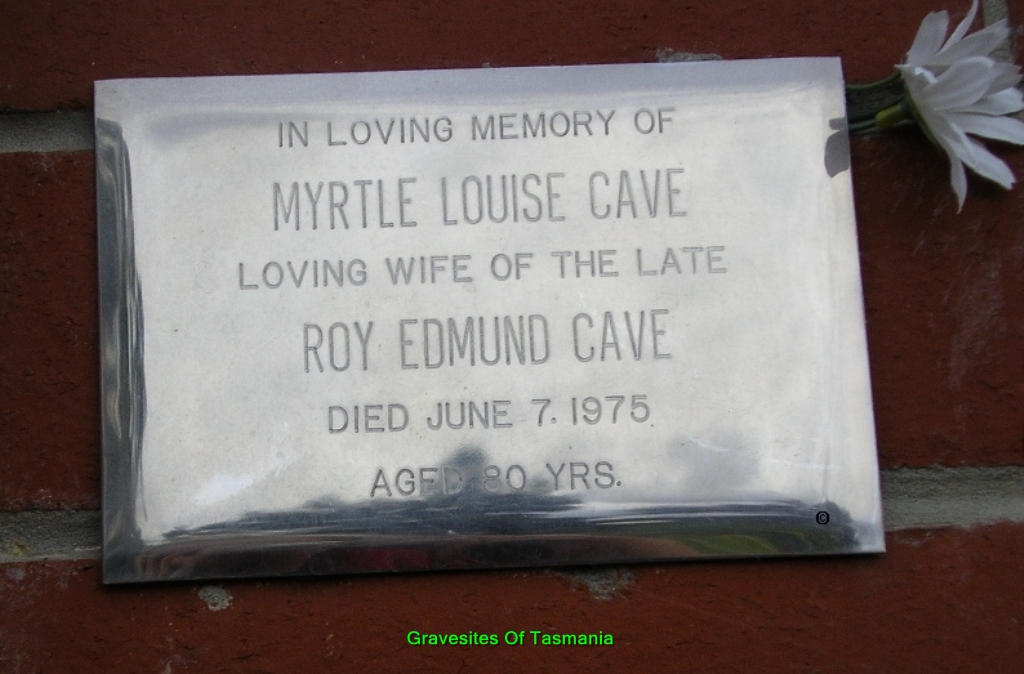 IN LOVING MEMORY OF
MYRTLE LOUISE CAVE
LOVING WIFE OF THE LATE
ROY EDMUND CAVE
DIED JUNE 7. 1975
AGED 80 YRS.
©
Gravesites Of Tasmania